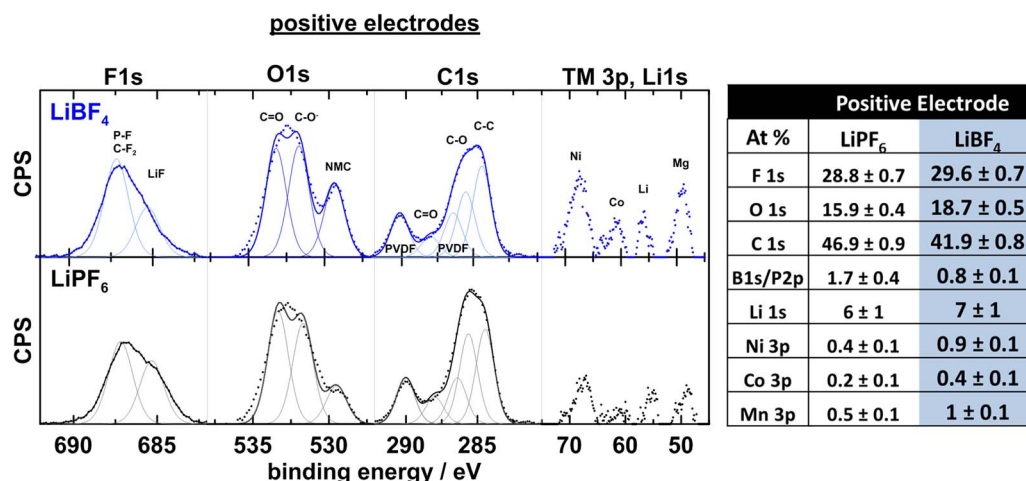 positive electrodes
F1s O1s C1s TM 3p, Li1s
LiBF4
CPS
P-F
C-F2
LiF
C=O C-O-
NMC
PVDF
C=O
PVDF
C-O
C-C
Ni
Co
Li
Mg
LiPF6
CPS
690 685 535 530 290 285 70 60 50
binding energy / eV
Positive Electrode
At % LiPF6 LiBF4
F 1s 28.8 ± 0.7 29.6 ± 0.7
O 1s 15.9 ± 0.4 18.7 ± 0.5
C 1s 46.9 ± 0.9 41.9 ± 0.8
B1s/P2p 1.7 ± 0.4 0.8 ± 0.1
Li 1s 6 ± 1 7 ± 1
Ni 3p 0.4 ± 0.1 0.9 ± 0.1
Co 3p 0.2 ± 0.1 0.4 ± 0.1
Mn 3p 0.5 ± 0.1 1 ± 0.1